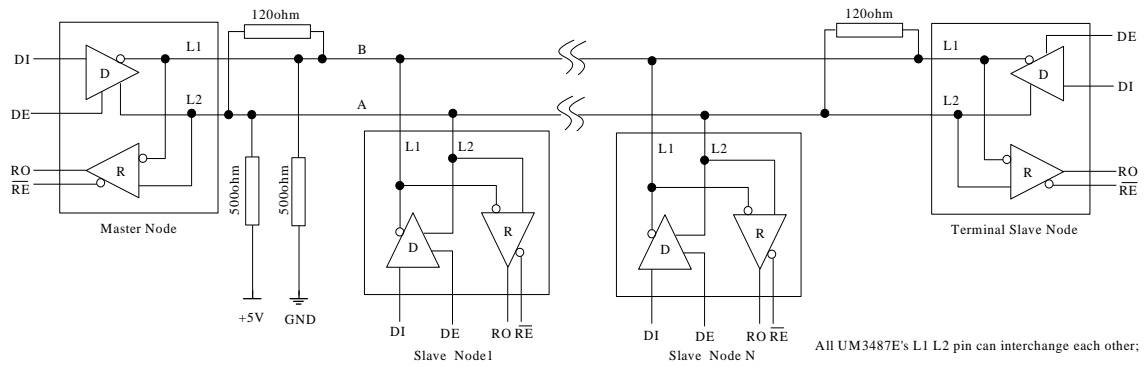 120ohm
120ohm
L1
B
L1
DE
DI
D
D
DI
L2
A
L2
DE
L1
L2
L1
L2
RO
R
R
RO
RE
RE
500ohm
500ohm
Master Node
R
R
Terminal Slave Node
D
D
+5V
GND
DI
DE
RO
RE
DI
DE
RO
RE
Slave Node1
Slave Node N
All UM3487E's L1 L2 pin can interchange each other;